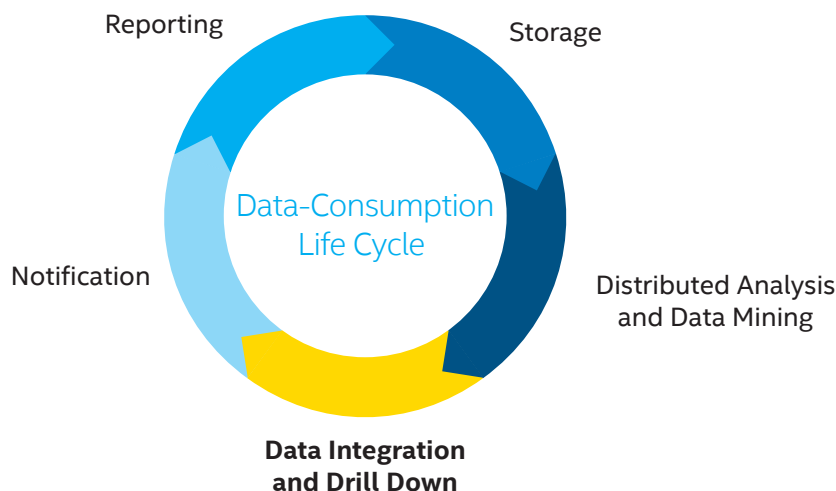 Reporting
Storage
Data-Consumption
Life Cycle
Notification
Distributed Analysis
and Data Mining
Data Integration
and Drill Down